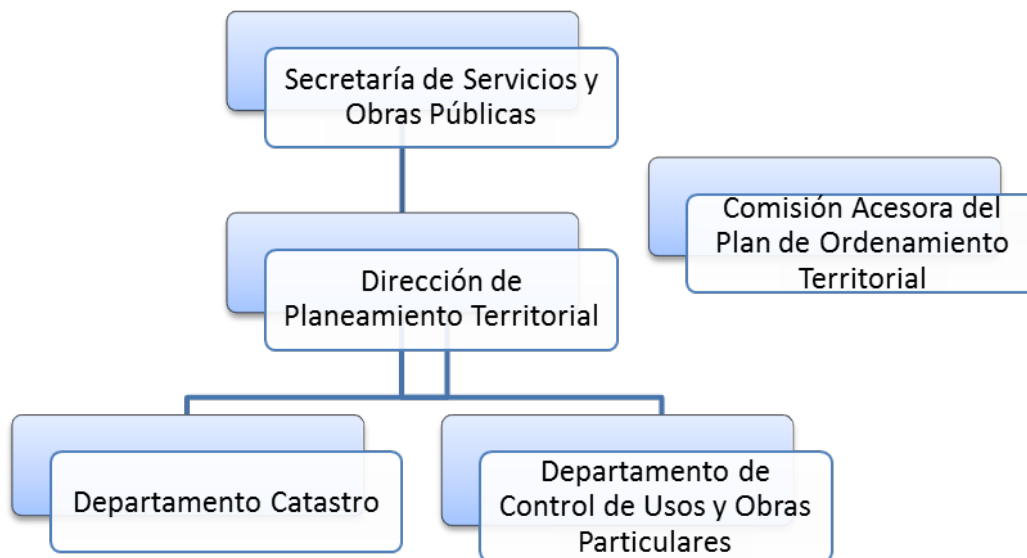 Secretaría de Servicios y
Obras Públicas
Comisión Acesora del
Plan de Ordenamiento
Territorial
Dirección de
Planeamiento Territorial
Departamento Catastro
Departamento de
Control de Usos y Obras
Particulares